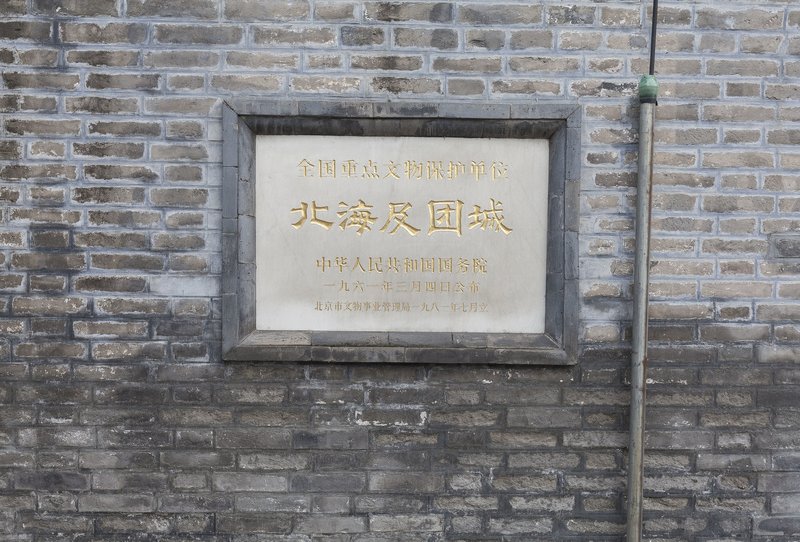 全国重点文物保护单位
北海及团城
中华人民共和国国务院
一九六一年三月四日公布
北京市文物事业管理局一九八一年七月立